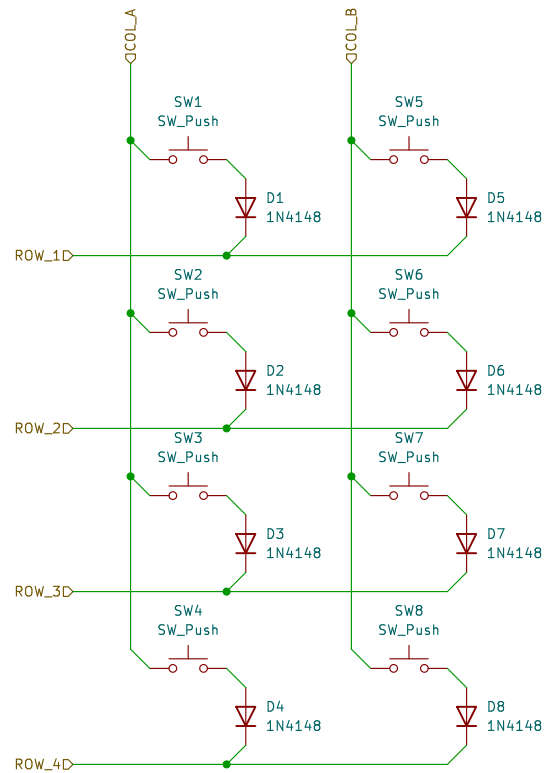 COL_A
COL_B
SW1
SW_Push
SW5
SW_Push
D1
1N4148
D5
1N4148
ROW_1
SW2
SW_Push
SW6
SW_Push
D2
1N4148
D6
1N4148
ROW_2
SW3
SW_Push
SW7
SW_Push
D3
1N4148
D7
1N4148
ROW_3
SW4
SW_Push
SW8
SW_Push
D4
1N4148
D8
1N4148
ROW_4